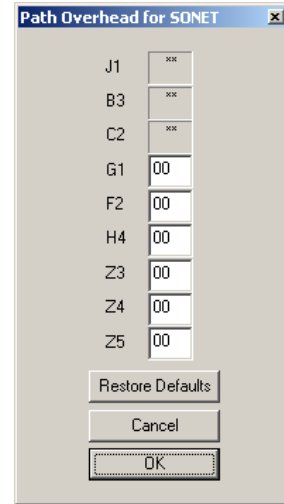 Path Overhead for SONET
J1 **
B3 **
C2 **
G1 00
F2 00
H4 00
Z3 00
Z4 00
Z5 00
Restore Defaults
Cancel
OK